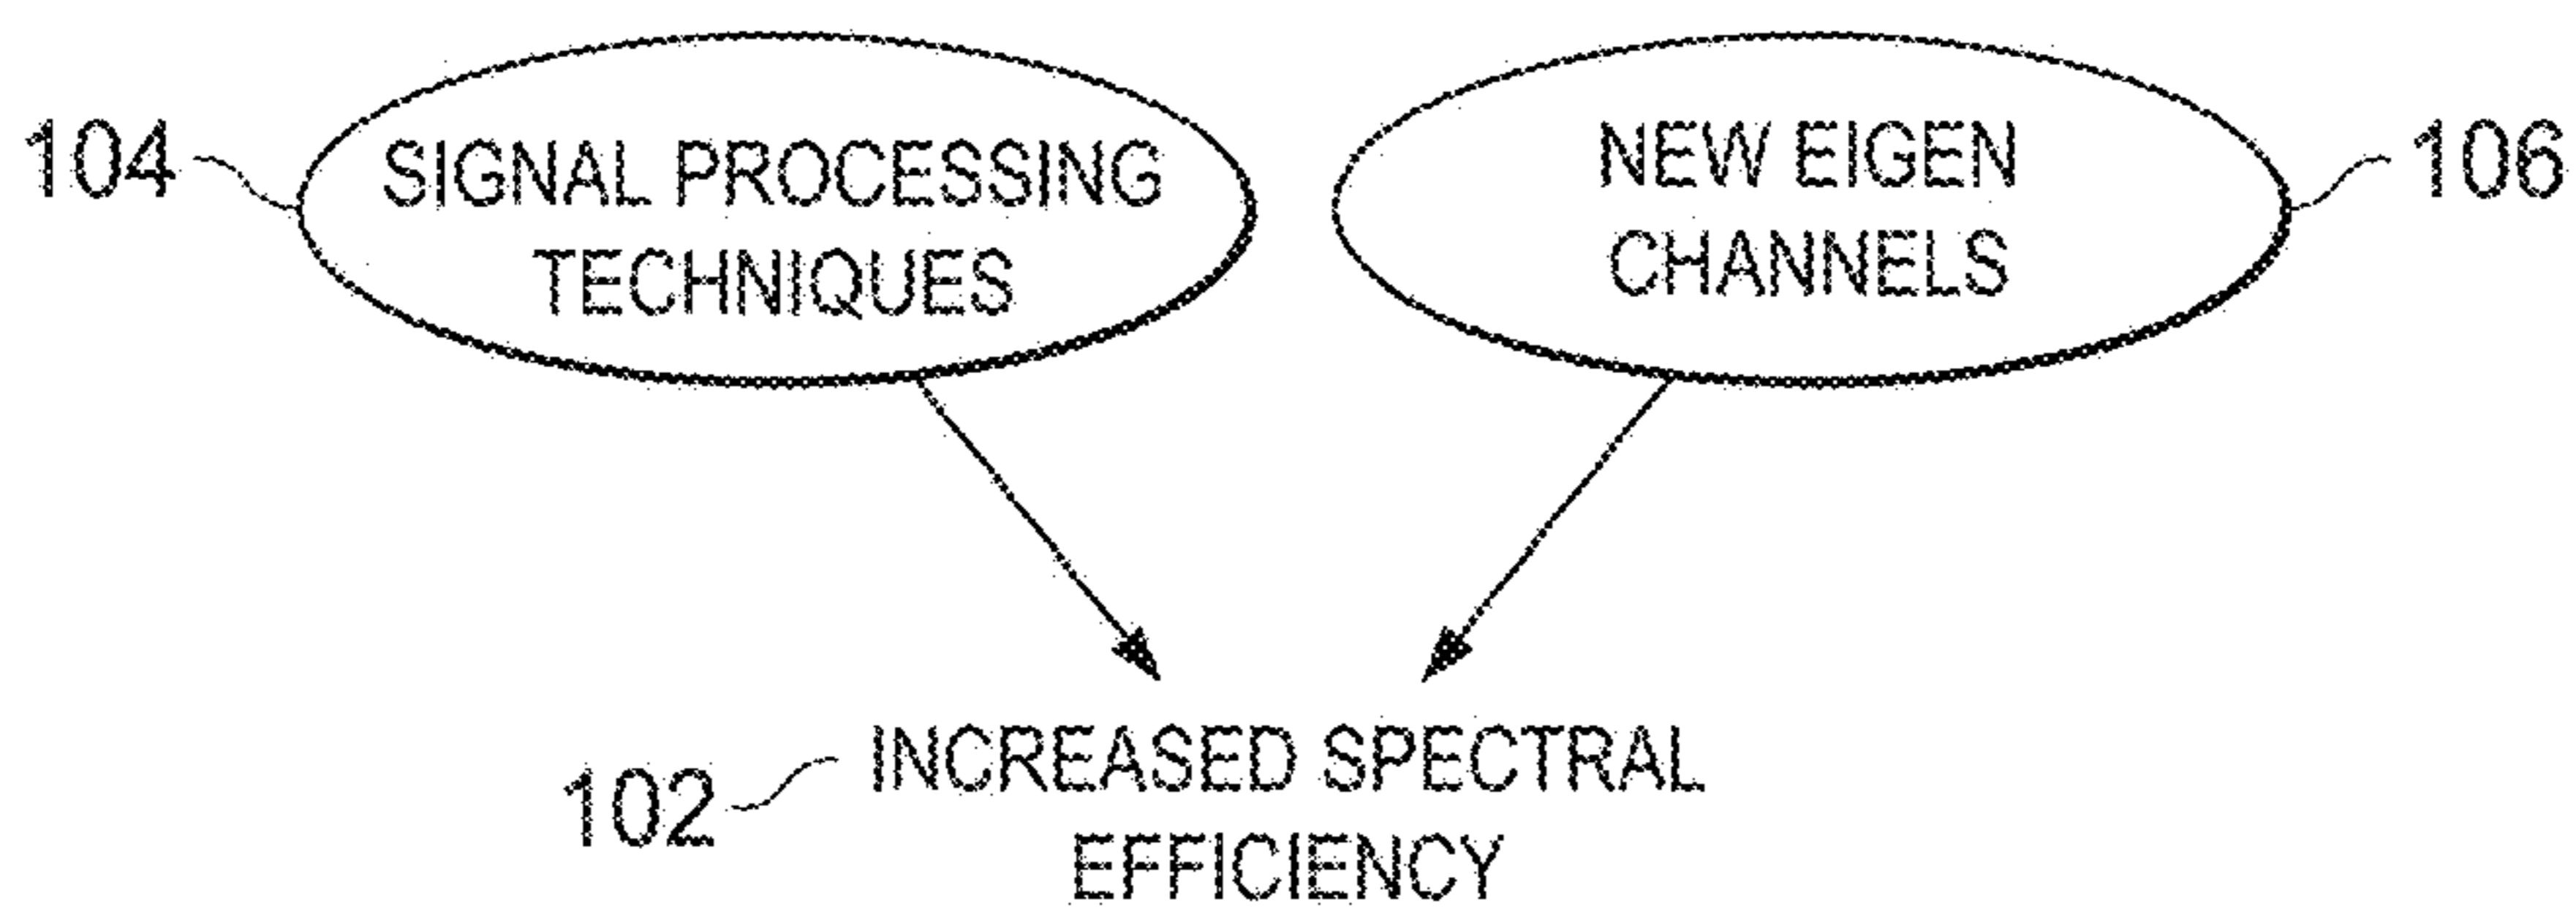 104
SIGNAL PROCESSING
TECHNIQUES
NEW EIGEN
CHANNELS
106
102
INCREASED SPECTRAL
EFFICIENCY